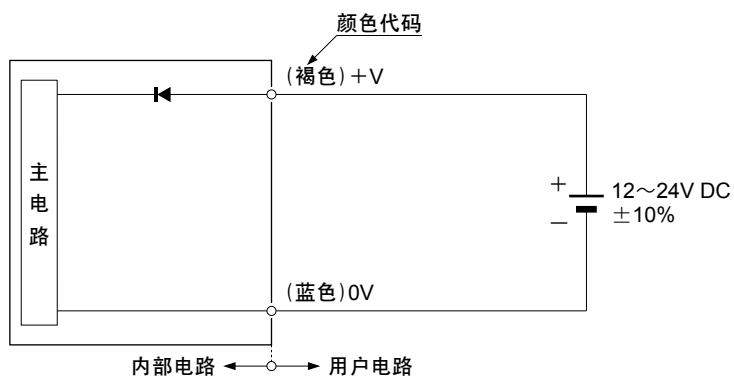 颜色代码
(褐色)＋V
主电路
＋
12～24V DC
－
±10%
(蓝色)0V
内部电路
用户电路